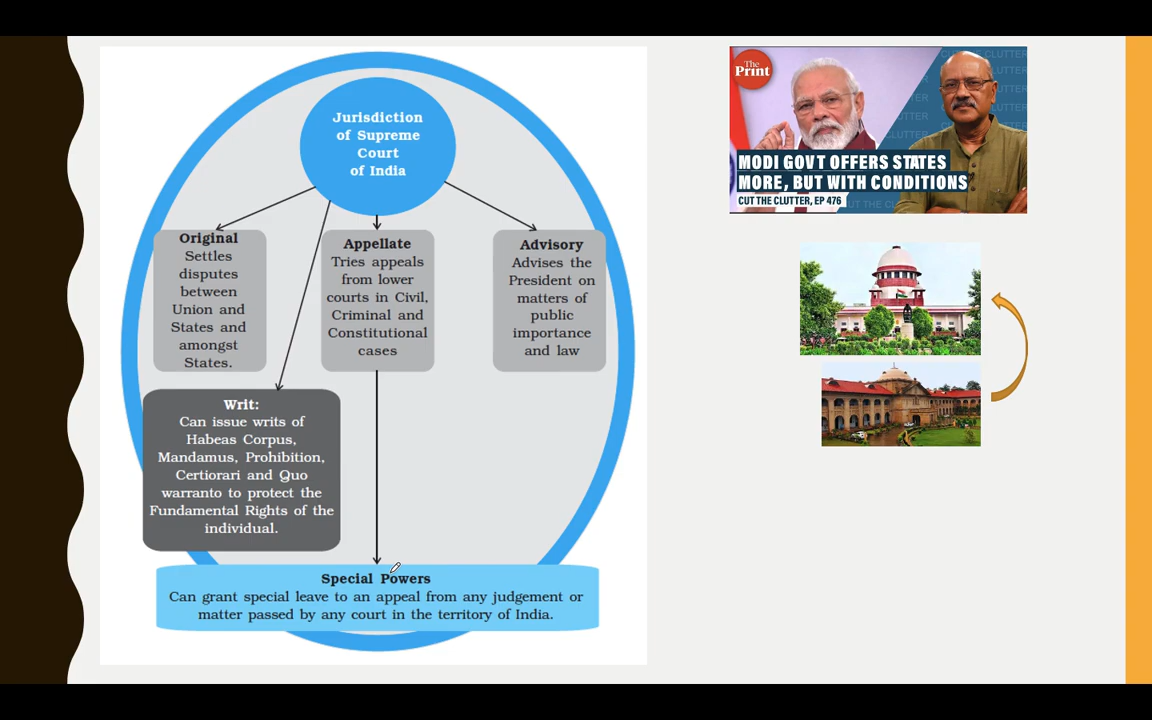 Jurisdiction
of Supreme
Court
of India
Original
Settles
disputes
between
Union and
States and
amongst
States.
Appellate
Tries appeals
from lower
courts in Civil,
Criminal and
Constitutional
cases
Advisory
Advises the
President on
matters of
public
importance
and law
Writ:
Can issue writs of
Habeas Corpus,
Mandamus, Prohibition,
Certiorari and Quo
warranto to protect the
Fundamental Rights of the
individual.
Special Powers
Can grant special leave to an appeal from any judgement or
matter passed by any court in the territory of India.
The
Print
MODI GOVT OFFERS STATES
MORE, BUT WITH CONDITIONS
CUT THE CLUTTER, EP 476